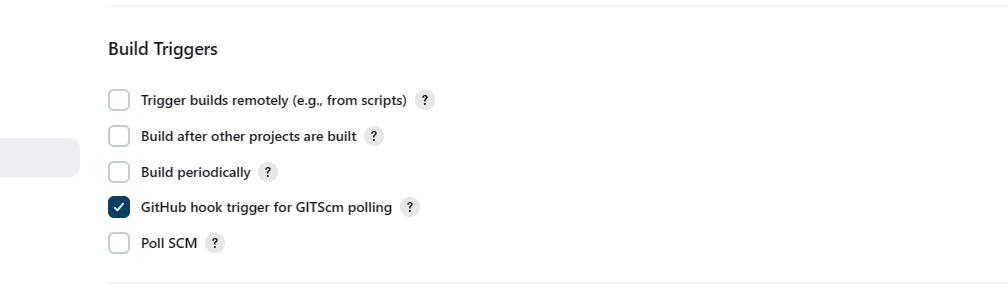 Build Triggers
Trigger builds remotely (e.g., from scripts) ?
Build after other projects are built ?
Build periodically ?
GitHub hook trigger for GITScm polling ?
Poll SCM ?